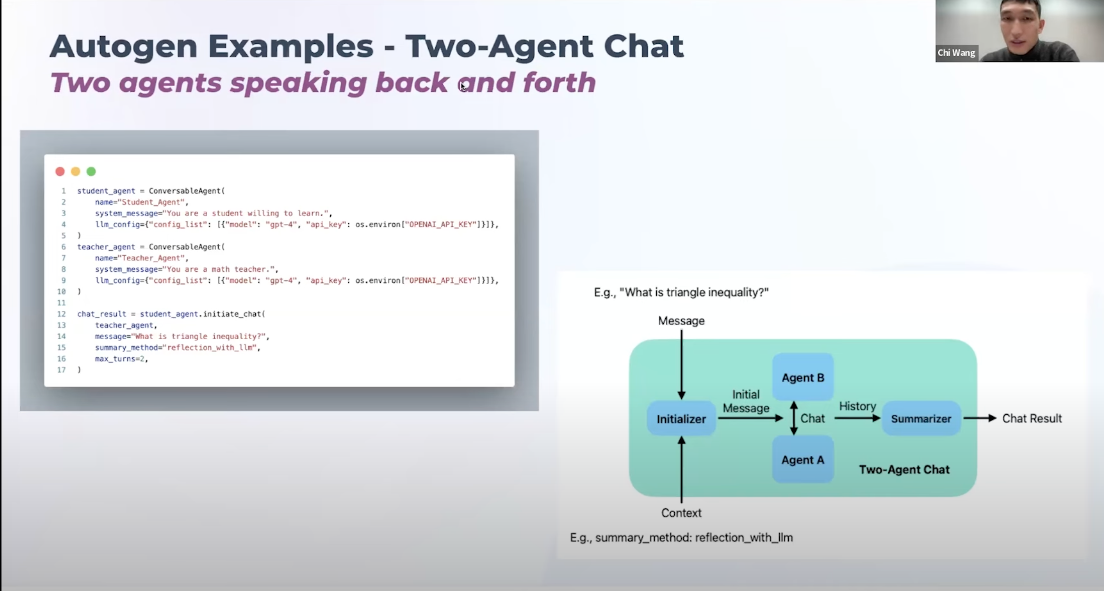 Autogen Examples - Two-Agent Chat
Two agents speaking back and forth
Chi Wang
1 student_agent = ConversableAgent(
2 name="Student_Agent",
3 system_message="You are a student willing to learn.",
4 llm_config={"config_list": [{"model": "gpt-4", "api_key": os.environ["OPENAI_API_KEY"]}]},
5 )
6 teacher_agent = ConversableAgent(
7 name="Teacher_Agent",
8 system_message="You are a math teacher.",
9 llm_config={"config_list": [{"model": "gpt-4", "api_key": os.environ["OPENAI_API_KEY"]}]},
10 )
11
12 chat_result = student_agent.initiate_chat(
13 teacher_agent,
14 message="What is triangle inequality?",
15 summary_method="reflection_with_llm",
16 max_turns=2,
17 )
E.g., "What is triangle inequality?"
Message
Agent B
Initial
Message
Initializer
Chat
History
Summarizer
Chat Result
Agent A
Two-Agent Chat
Context
E.g., summary_method: reflection_with_llm